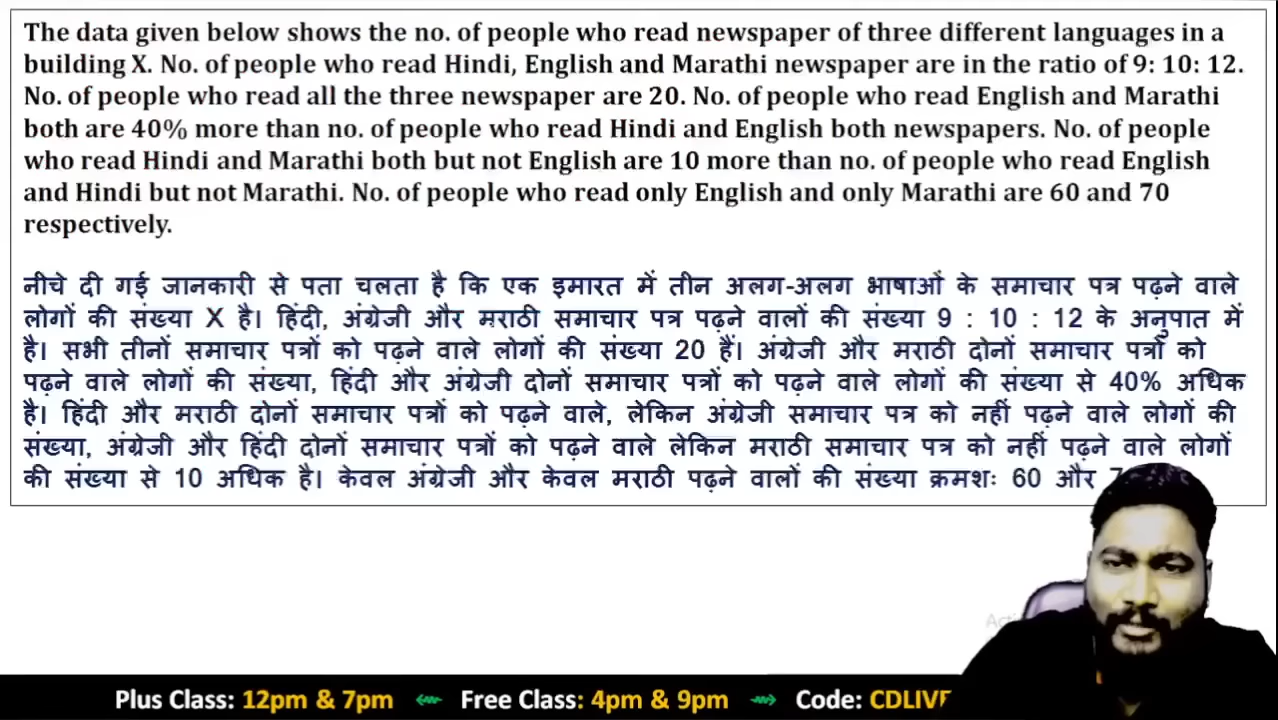 The data given below shows the no. of people who read newspaper of three different languages in a
building X. No. of people who read Hindi, English and Marathi newspaper are in the ratio of 9: 10: 12.
No. of people who read all the three newspaper are 20. No. of people who read English and Marathi
both are 40% more than no. of people who read Hindi and English both newspapers. No. of people
who read Hindi and Marathi both but not English are 10 more than no. of people who read English
and Hindi but not Marathi. No. of people who read only English and only Marathi are 60 and 70
respectively.
नीचे दी गई जानकारी से पता चलता है कि एक इमारत में तीन अलग-अलग भाषाओं के समाचार पत्र पढ़ने वाले
लोगों की संख्या X है। हिंदी, अंग्रेजी और मराठी समाचार पत्र पढ़ने वालों की संख्या 9 : 10 : 12 के अनुपात में
है। सभी तीनों समाचार पत्रों को पढ़ने वाले लोगों की संख्या 20 हैं। अंग्रेजी और मराठी दोनों समाचार पत्रों को
पढ़ने वाले लोगों की संख्या, हिंदी और अंग्रेजी दोनों समाचार पत्रों को पढ़ने वाले लोगों की संख्या से 40% अधिक
है। हिंदी और मराठी दोनों समाचार पत्रों को पढ़ने वाले, लेकिन अंग्रेजी समाचार पत्र को नहीं पढ़ने वाले लोगों की
संख्या, अंग्रेजी और हिंदी दोनों समाचार पत्रों को पढ़ने वाले लेकिन मराठी समाचार पत्र को नहीं पढ़ने वाले लोगों
की संख्या से 10 अधिक है। केवल अंग्रेजी और केवल मराठी पढ़ने वालों की संख्या क्रमशः 60 और
Plus Class: 12pm & 7pm Free Class: 4pm & 9pm Code: CDLIVE